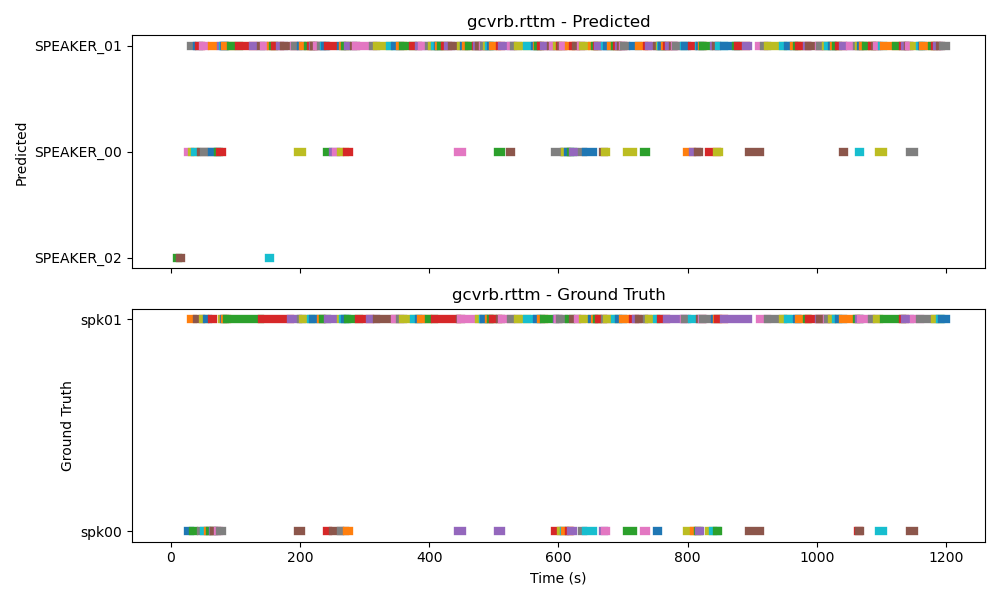 gcvrb.rttm - Predicted
SPEAKER_01
SPEAKER_00
SPEAKER_02
Predicted
gcvrb.rttm - Ground Truth
spk01
spk00
Ground Truth
0 200 400 600 800 1000 1200
Time (s)